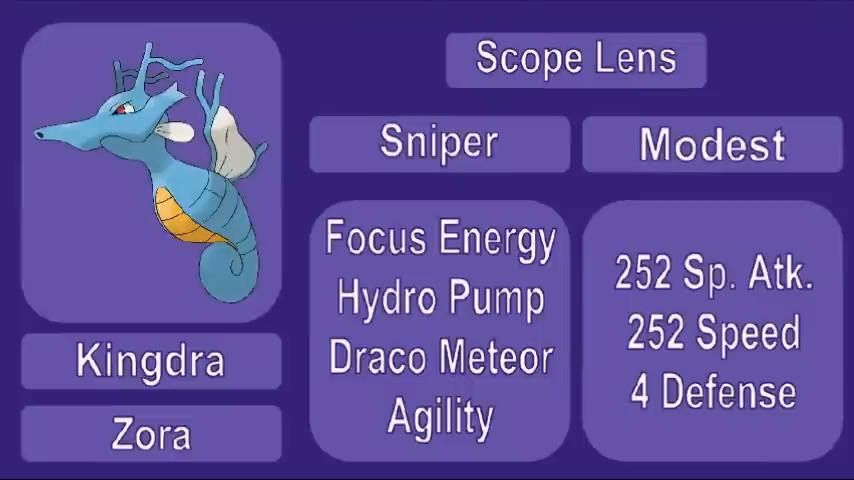 Scope Lens
Sniper
Modest
Focus Energy
Hydro Pump
Draco Meteor
Agility
252 Sp. Atk.
252 Speed
4 Defense
Kingdra
Zora